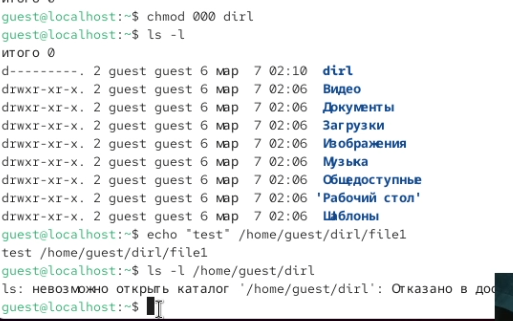 итого 0
guest@localhost:~$ chmod 000 dirl
guest@localhost:~$ ls -l
итого 0
d---------. 2 guest guest 6 мар 7 02:10 dirl
drwxr-xr-x. 2 guest guest 6 мар 7 02:06 Видео
drwxr-xr-x. 2 guest guest 6 мар 7 02:06 Документы
drwxr-xr-x. 2 guest guest 6 мар 7 02:06 Загрузки
drwxr-xr-x. 2 guest guest 6 мар 7 02:06 Изображения
drwxr-xr-x. 2 guest guest 6 мар 7 02:06 Музыка
drwxr-xr-x. 2 guest guest 6 мар 7 02:06 Общедоступные
drwxr-xr-x. 2 guest guest 6 мар 7 02:06 'Рабочий стол'
drwxr-xr-x. 2 guest guest 6 мар 7 02:06 Шаблоны
guest@localhost:~$ echo "test" /home/guest/dirl/file1
test /home/guest/dirl/file1
guest@localhost:~$ ls -l /home/guest/dirl
ls: невозможно открыть каталог '/home/guest/dirl': Отказано в дос
guest@localhost:~$